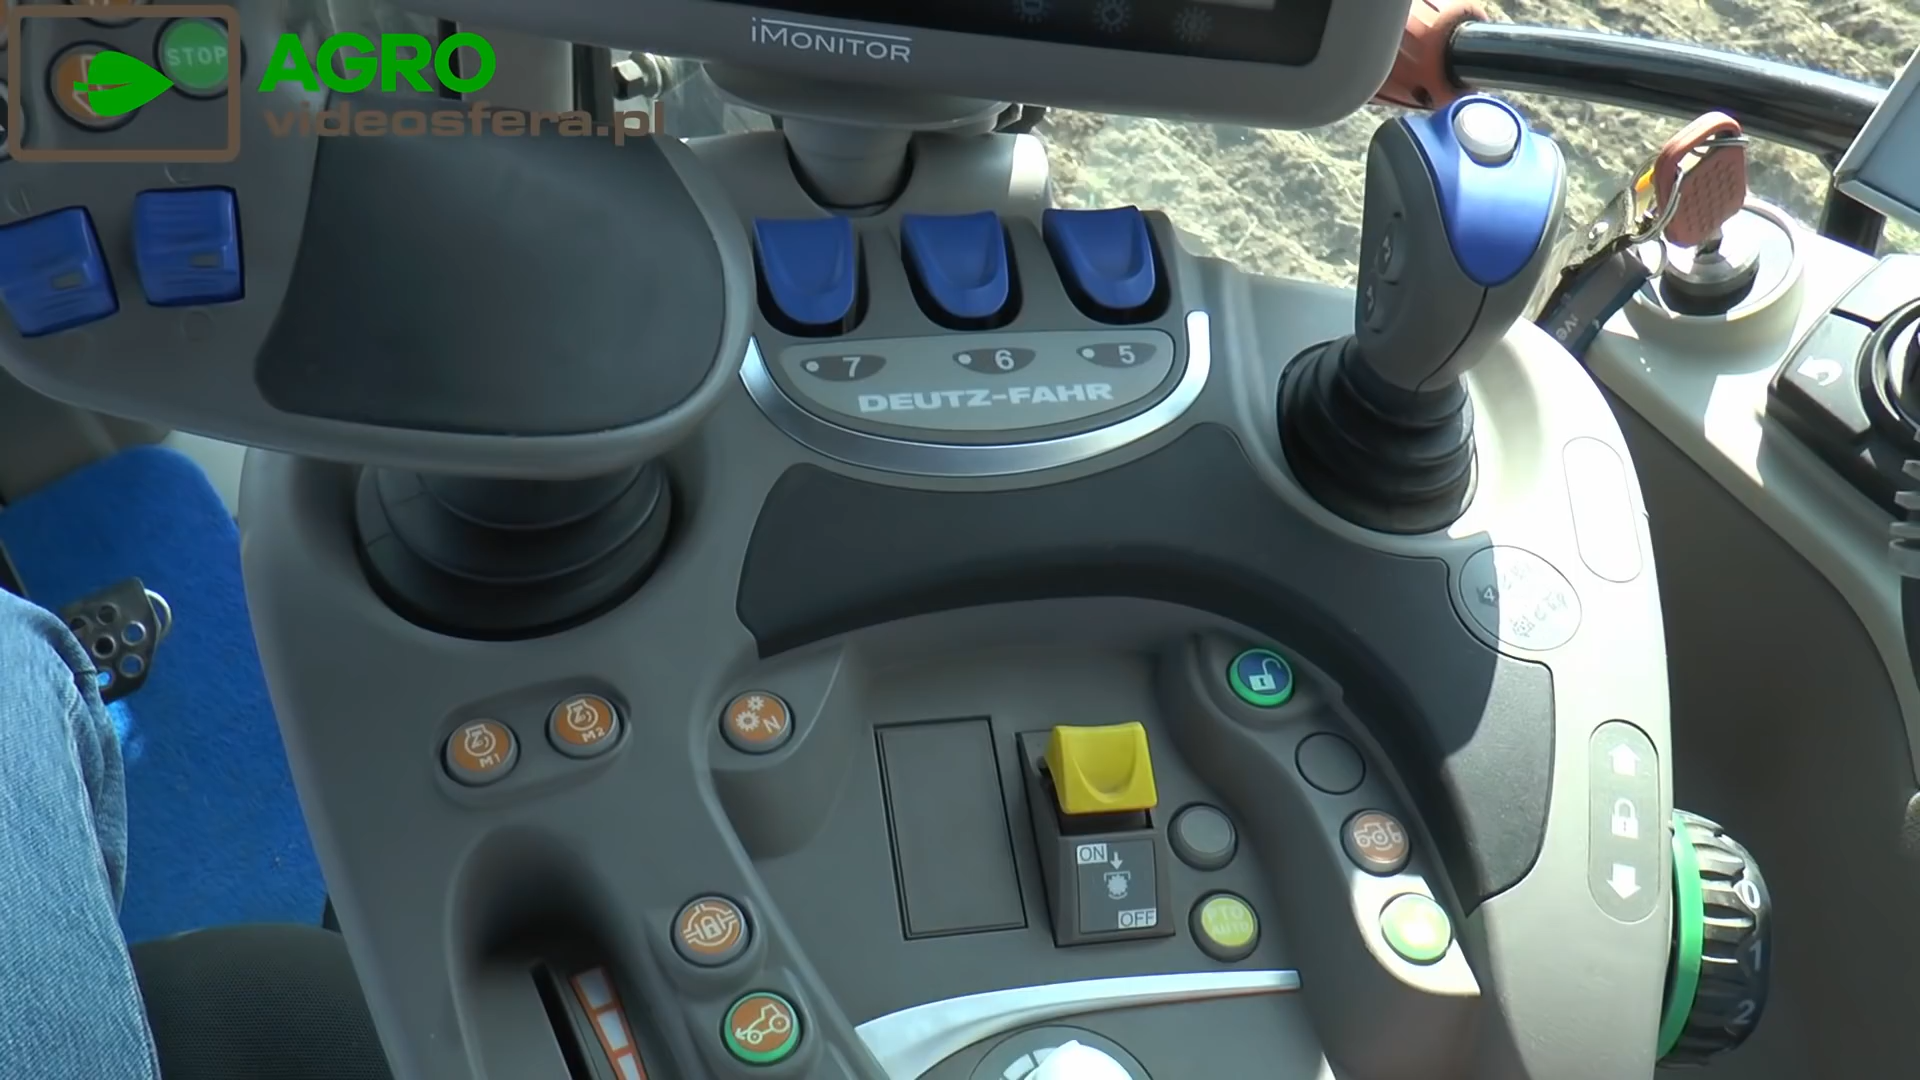 STOP
AGRO
videosfera.pl
iMONITOR
7
6
5
DEUTZ-FAHR
4
M1
M2
N
ON
OFF
PTO
AUTO
0
1
2